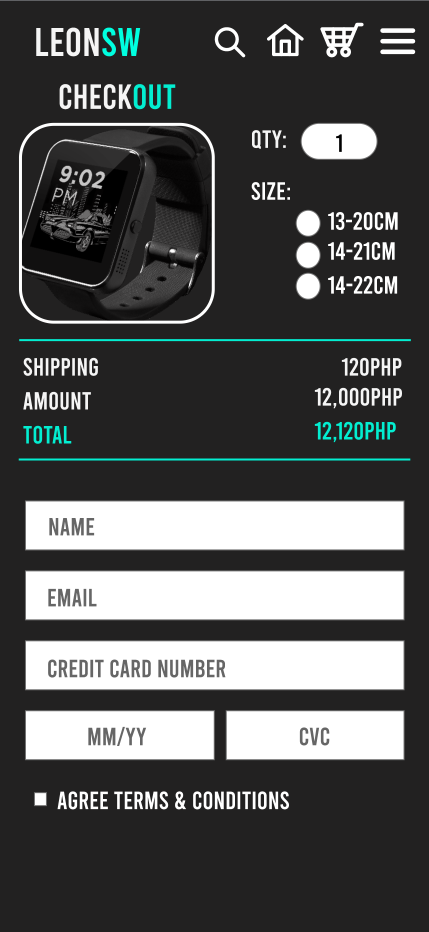 LEONSW
CHECKOUT
9:02
PM
QTY: 1
SIZE:
13-20CM
14-21CM
14-22CM
SHIPPING 120PHP
AMOUNT 12,000PHP
TOTAL 12,120PHP
NAME
EMAIL
CREDIT CARD NUMBER
MM/YY CVC
AGREE TERMS & CONDITIONS